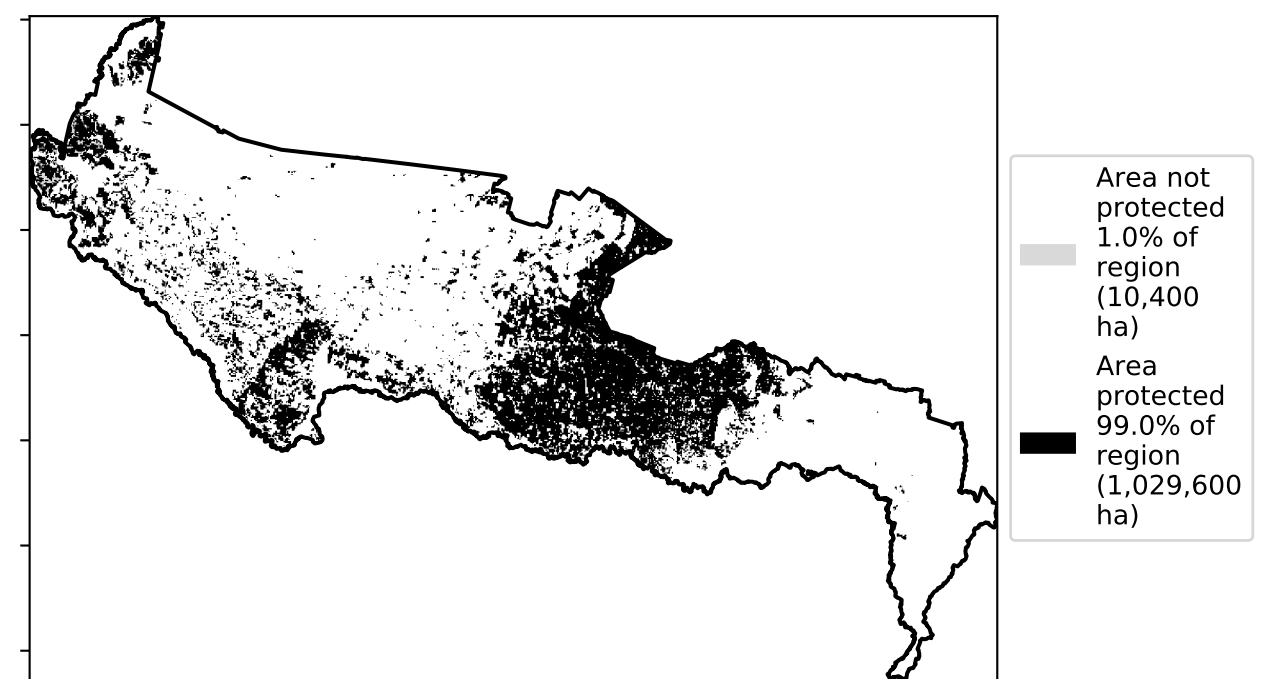 Area not
protected
1.0% of
region
(10,400
ha)
Area
protected
99.0% of
region
(1,029,600
ha)